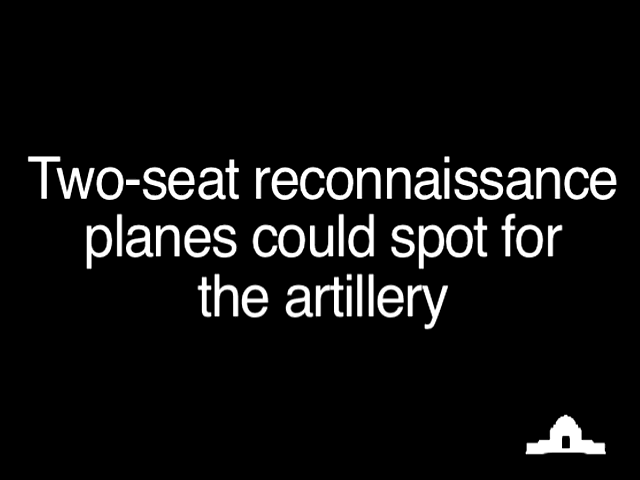 Two-seat reconnaissance
planes could spot for
the artillery